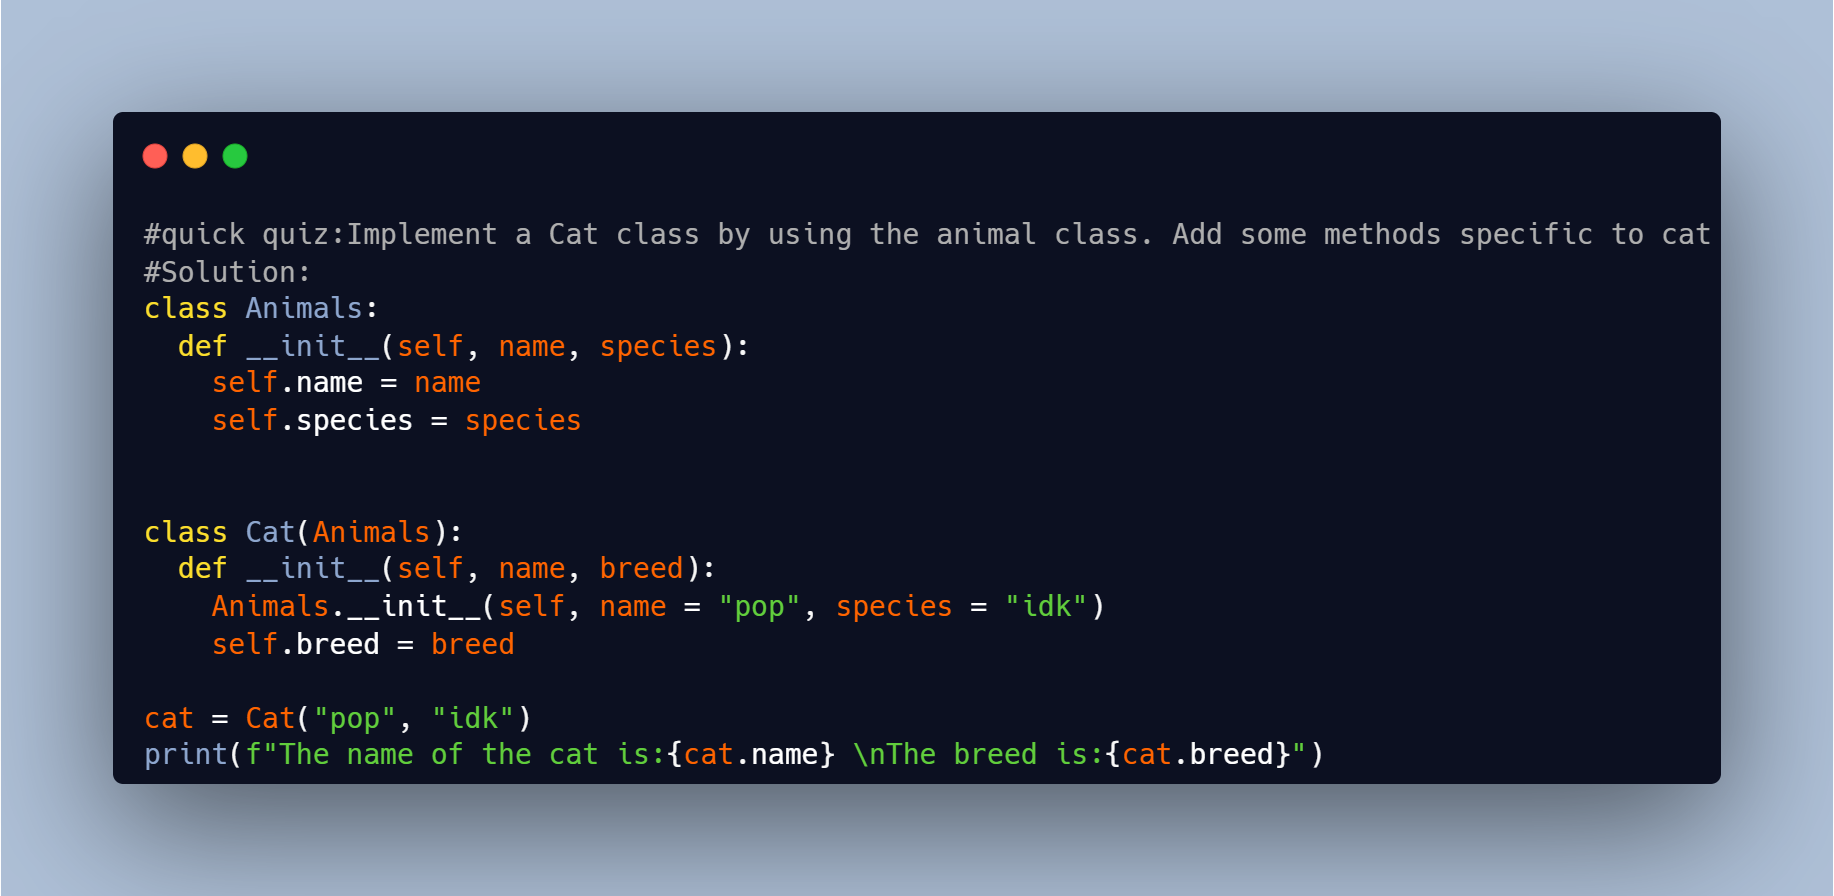 #quick quiz:Implement a Cat class by using the animal class. Add some methods specific to cat
#Solution:
class Animals:
  def __init__(self, name, species):
    self.name = name
    self.species = species
class Cat(Animals):
  def __init__(self, name, breed):
    Animals.__init__(self, name = "pop", species = "idk")
    self.breed = breed
cat = Cat("pop", "idk")
print(f"The name of the cat is:{cat.name} \nThe breed is:{cat.breed}")